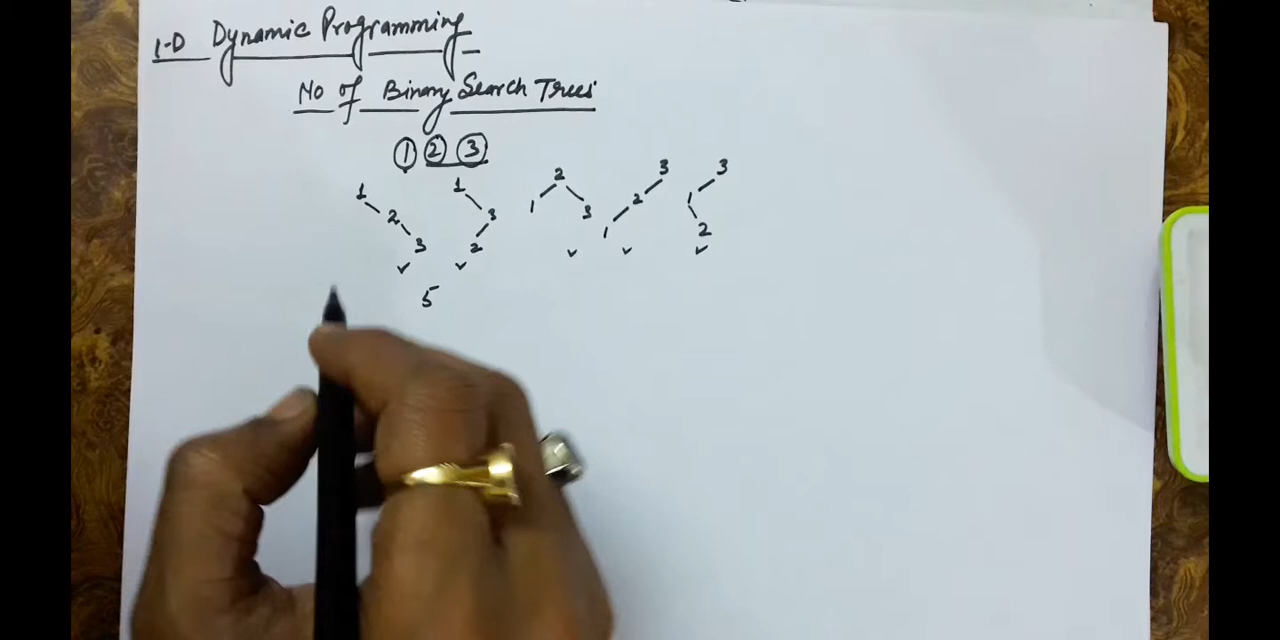 1-D Dynamic Programming
No of Binary Search Trees
1 2 3
1 1 2 3 3
2 3 1 3 2 1
3 2 1 2
5